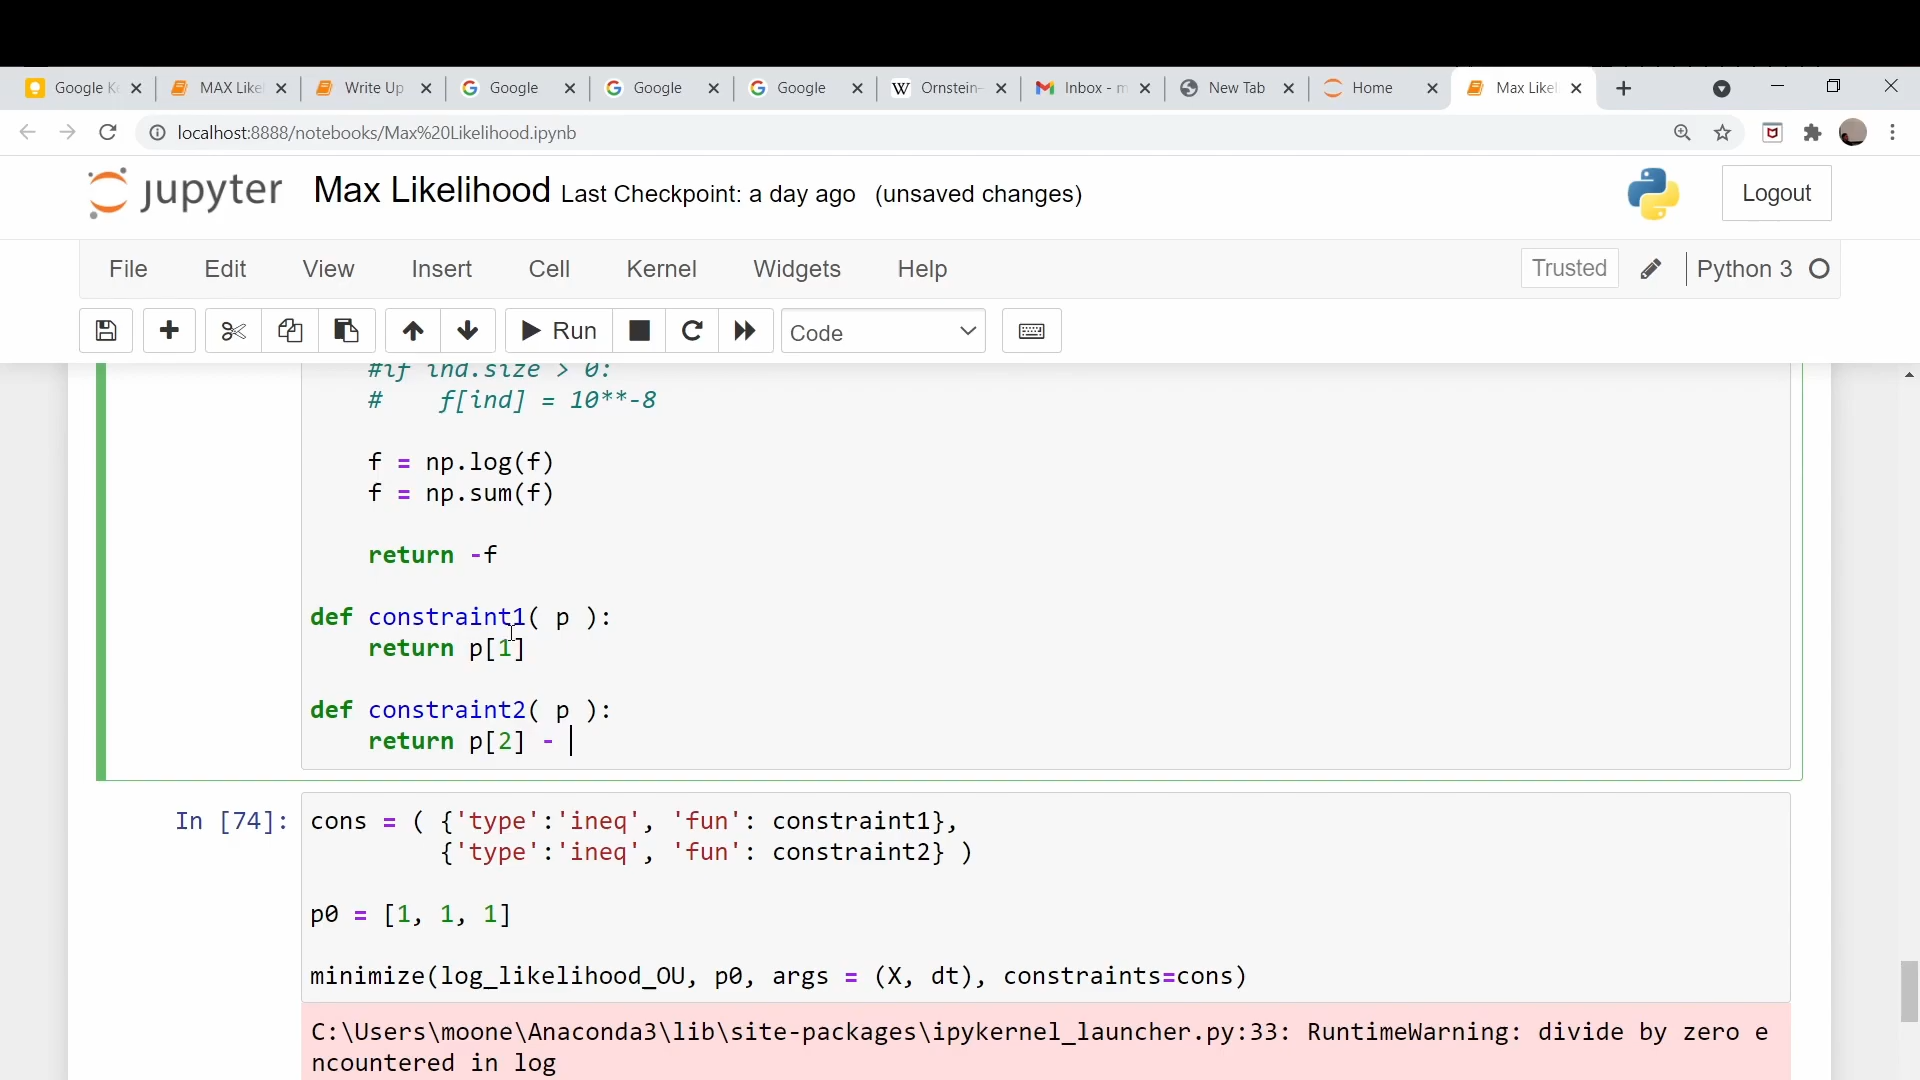 Google Ke
MAX Like
Write Up
Google
Google
Google
Ornstein-
Inbox - m
New Tab
Home
Max Likel
localhost:8888/notebooks/Max%20Likelihood.ipynb
jupyter Max Likelihood Last Checkpoint: a day ago (unsaved changes)
Logout
File Edit View Insert Cell Kernel Widgets Help
Trusted Python 3
Run Code
#if ind.size > 0:
#    f[ind] = 10**-8
f = np.log(f)
f = np.sum(f)
return -f
def constraint1( p ):
return p[1]
def constraint2( p ):
return p[2] -
In [74]: cons = ( {'type':'ineq', 'fun': constraint1},
{'type':'ineq', 'fun': constraint2} )
p0 = [1, 1, 1]
minimize(log_likelihood_OU, p0, args = (X, dt), constraints=cons)
C:\Users\moone\Anaconda3\lib\site-packages\ipykernel_launcher.py:33: RuntimeWarning: divide by zero e
ncountered in log